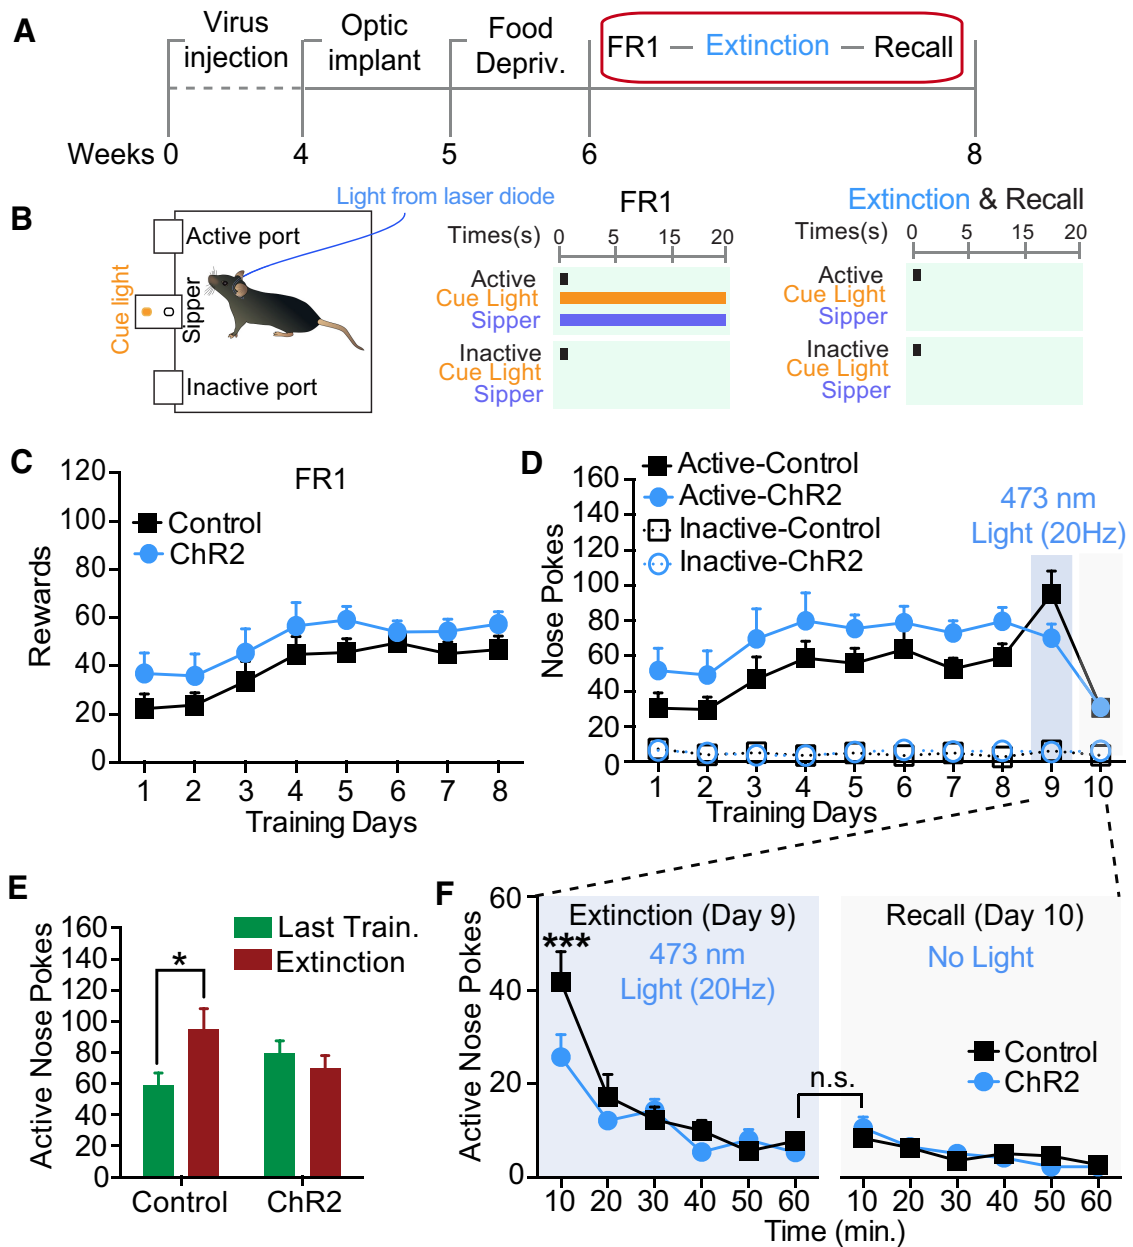 A
Virus injection
Optic implant
Food Depriv.
FR1 — Extinction — Recall
Weeks 0 4 5 6 8
B
Light from laser diode
Active port
Cue light
Sipper
Inactive port
FR1
Times(s) 0 5 15 20
Active
Cue Light
Sipper
Inactive
Cue Light
Sipper
Extinction & Recall
Times(s) 0 5 15 20
Active
Cue Light
Sipper
Inactive
Cue Light
Sipper
C
FR1
Control
ChR2
Rewards
120
100
80
60
40
20
0
1 2 3 4 5 6 7 8
Training Days
D
Active-Control
Active-ChR2
Inactive-Control
Inactive-ChR2
473 nm
Light (20Hz)
Nose Pokes
160
140
120
100
80
60
40
20
0
1 2 3 4 5 6 7 8 9 10
Training Days
E
Last Train.
Extinction
*
Active Nose Pokes
160
140
120
100
80
60
40
20
0
Control ChR2
F
Extinction (Day 9)
473 nm
Light (20Hz)
***
Recall (Day 10)
No Light
n.s.
Control
ChR2
Active Nose Pokes
60
40
20
0
10 20 30 40 50 60 10 20 30 40 50 60
Time (min.)